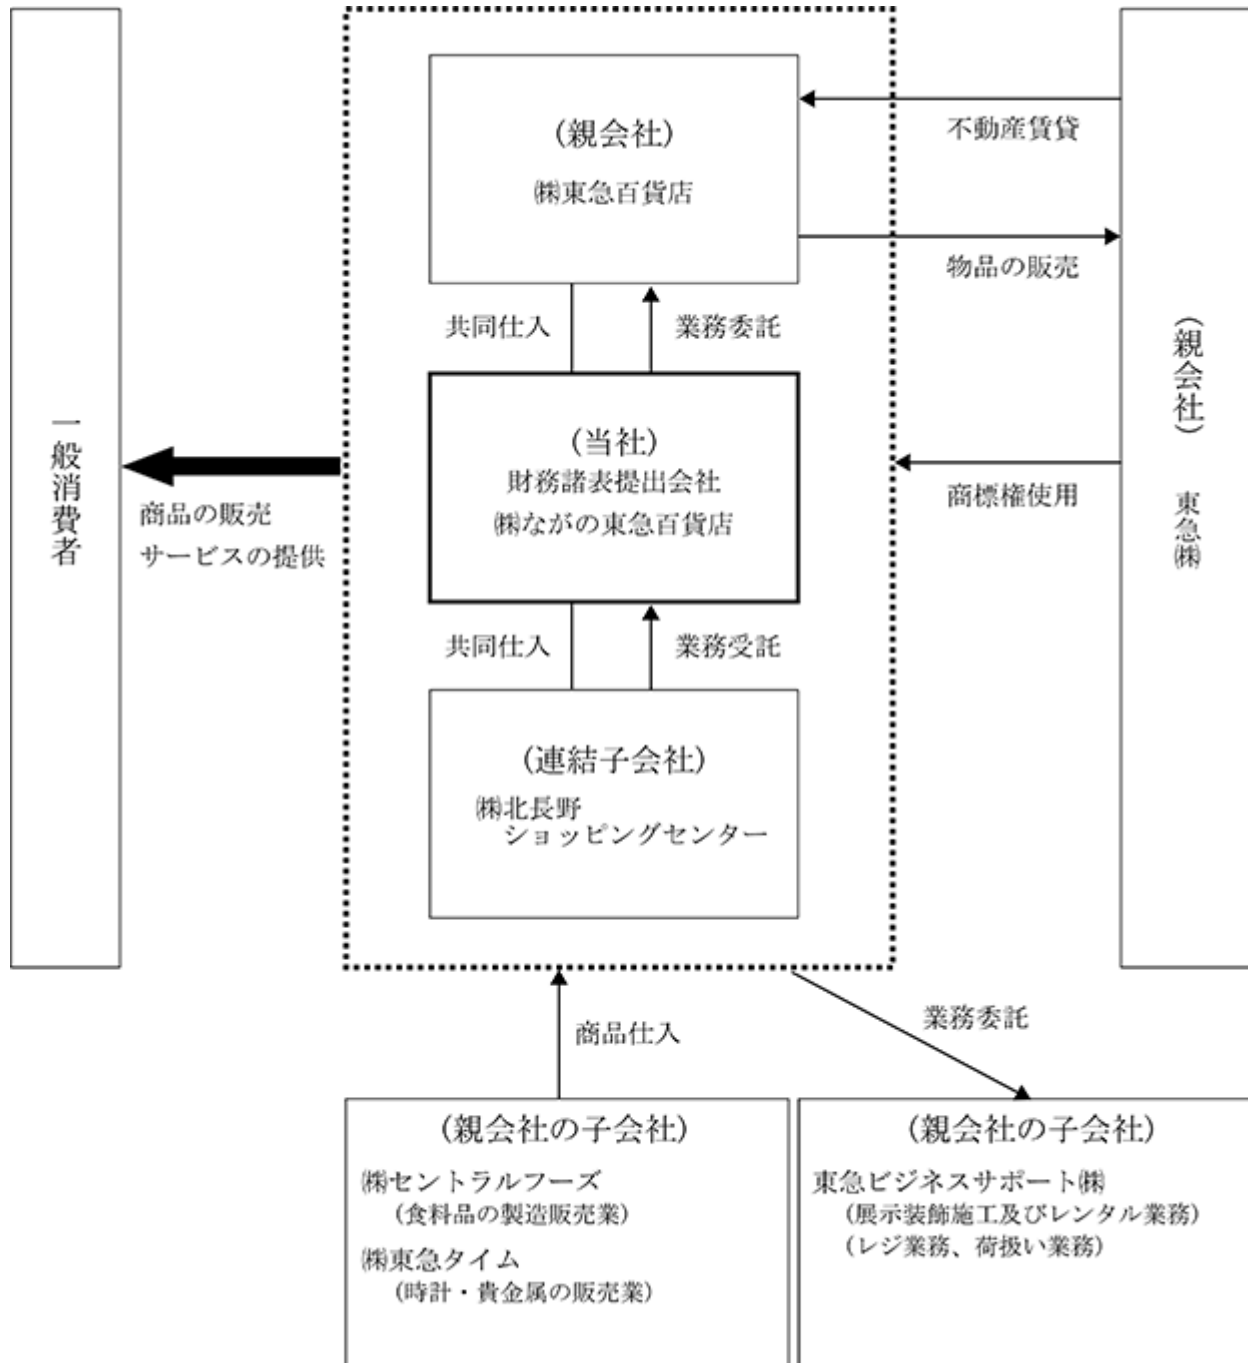 (親会社)
㈱東急百貨店
不動産賃貸
物品の販売
共同仕入
業務委託
(当社)
財務諸表提出会社
㈱ながの東急百貨店
一般消費者
商品の販売
サービスの提供
商標権使用
(親会社) 東急㈱
共同仕入
業務受託
(連結子会社)
㈱北長野
ショッピングセンター
商品仕入
業務委託
(親会社の子会社)
㈱セントラルフーズ
(食料品の製造販売業)
㈱東急タイム
(時計・貴金属の販売業)
(親会社の子会社)
東急ビジネスサポート㈱
(展示装飾施工及びレンタル業務)
(レジ業務、荷扱い業務)